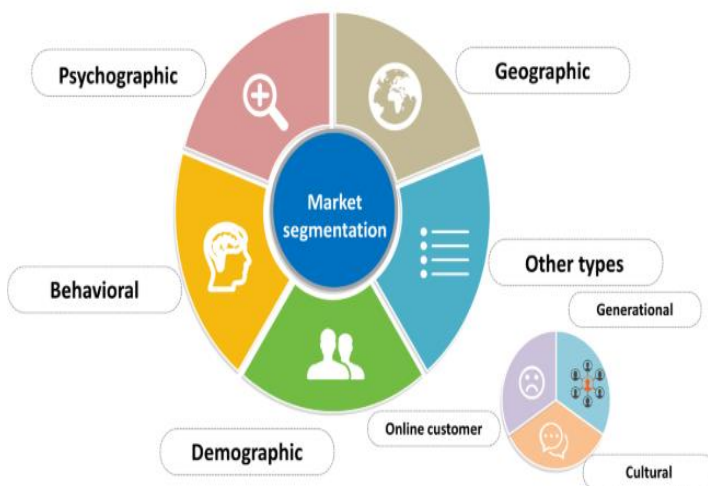 Psychographic
Geographic
Market
segmentation
Behavioral
Other types
Generational
Demographic
Online customer
Cultural